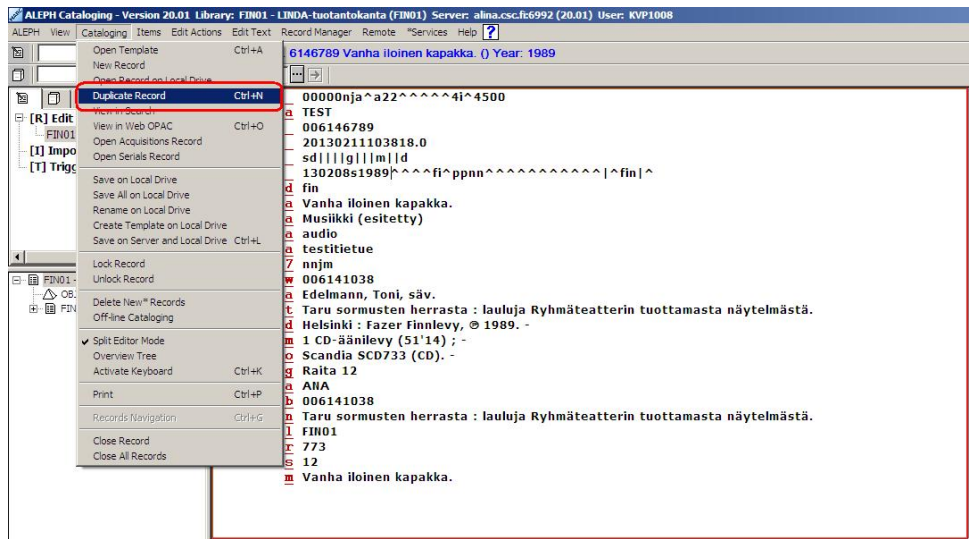 ALEPH Cataloging - Version 20.01 Library: FIN01 - LINDA-tuotantokanta (FIN01) Server: alina.csc.fi:6992 (20.01) User: KVP1008
ALEPH View Cataloging Items Edit Actions Edit Text Record Manager Remote "Services Help ?
6146789 Vanha iloinen kapakka. () Year: 1989
Open Template Ctrl+A
New Record
Open Record on Local Drive
Duplicate Record Ctrl+N
View in Search
View in Web OPAC Ctrl+O
Open Acquisitions Record
Open Serials Record
Save on Local Drive
Save All on Local Drive
Rename on Local Drive
Create Template on Local Drive
Save on Server and Local Drive Ctrl+L
Lock Record
Unlock Record
Delete New* Records
Off-line Cataloging
Split Editor Mode
Overview Tree
Activate Keyboard Ctrl+K
Print Ctrl+P
Records Navigation Ctrl+G
Close Record
Close All Records
[R] Edit
FIN01
[I] Impo
[T] Trigg
FIN01 -
OB.
FIN
00000nja^a22^^^^^4i^4500
a TEST
006146789
20130211103818.0
sd||||g|||m||d
130208s1989^^^^fi^ppnn^^^^^^^^^^^|^fin|^
d fin
a Vanha iloinen kapakka.
a Musiikki (esitetty)
a audio
a testitietue
7 nnjm
w 006141038
a Edelmann, Toni, säv.
t Taru sormusten herrasta : lauluja Ryhmäteatterin tuottamasta näytelmästä.
d Helsinki : Fazer Finnlevy, ℗ 1989. -
m 1 CD-äänilevy (51'14) ; -
o Scandia SCD733 (CD). -
g Raita 12
a ANA
b 006141038
n Taru sormusten herrasta : lauluja Ryhmäteatterin tuottamasta näytelmästä.
l FIN01
r 773
s 12
m Vanha iloinen kapakka.